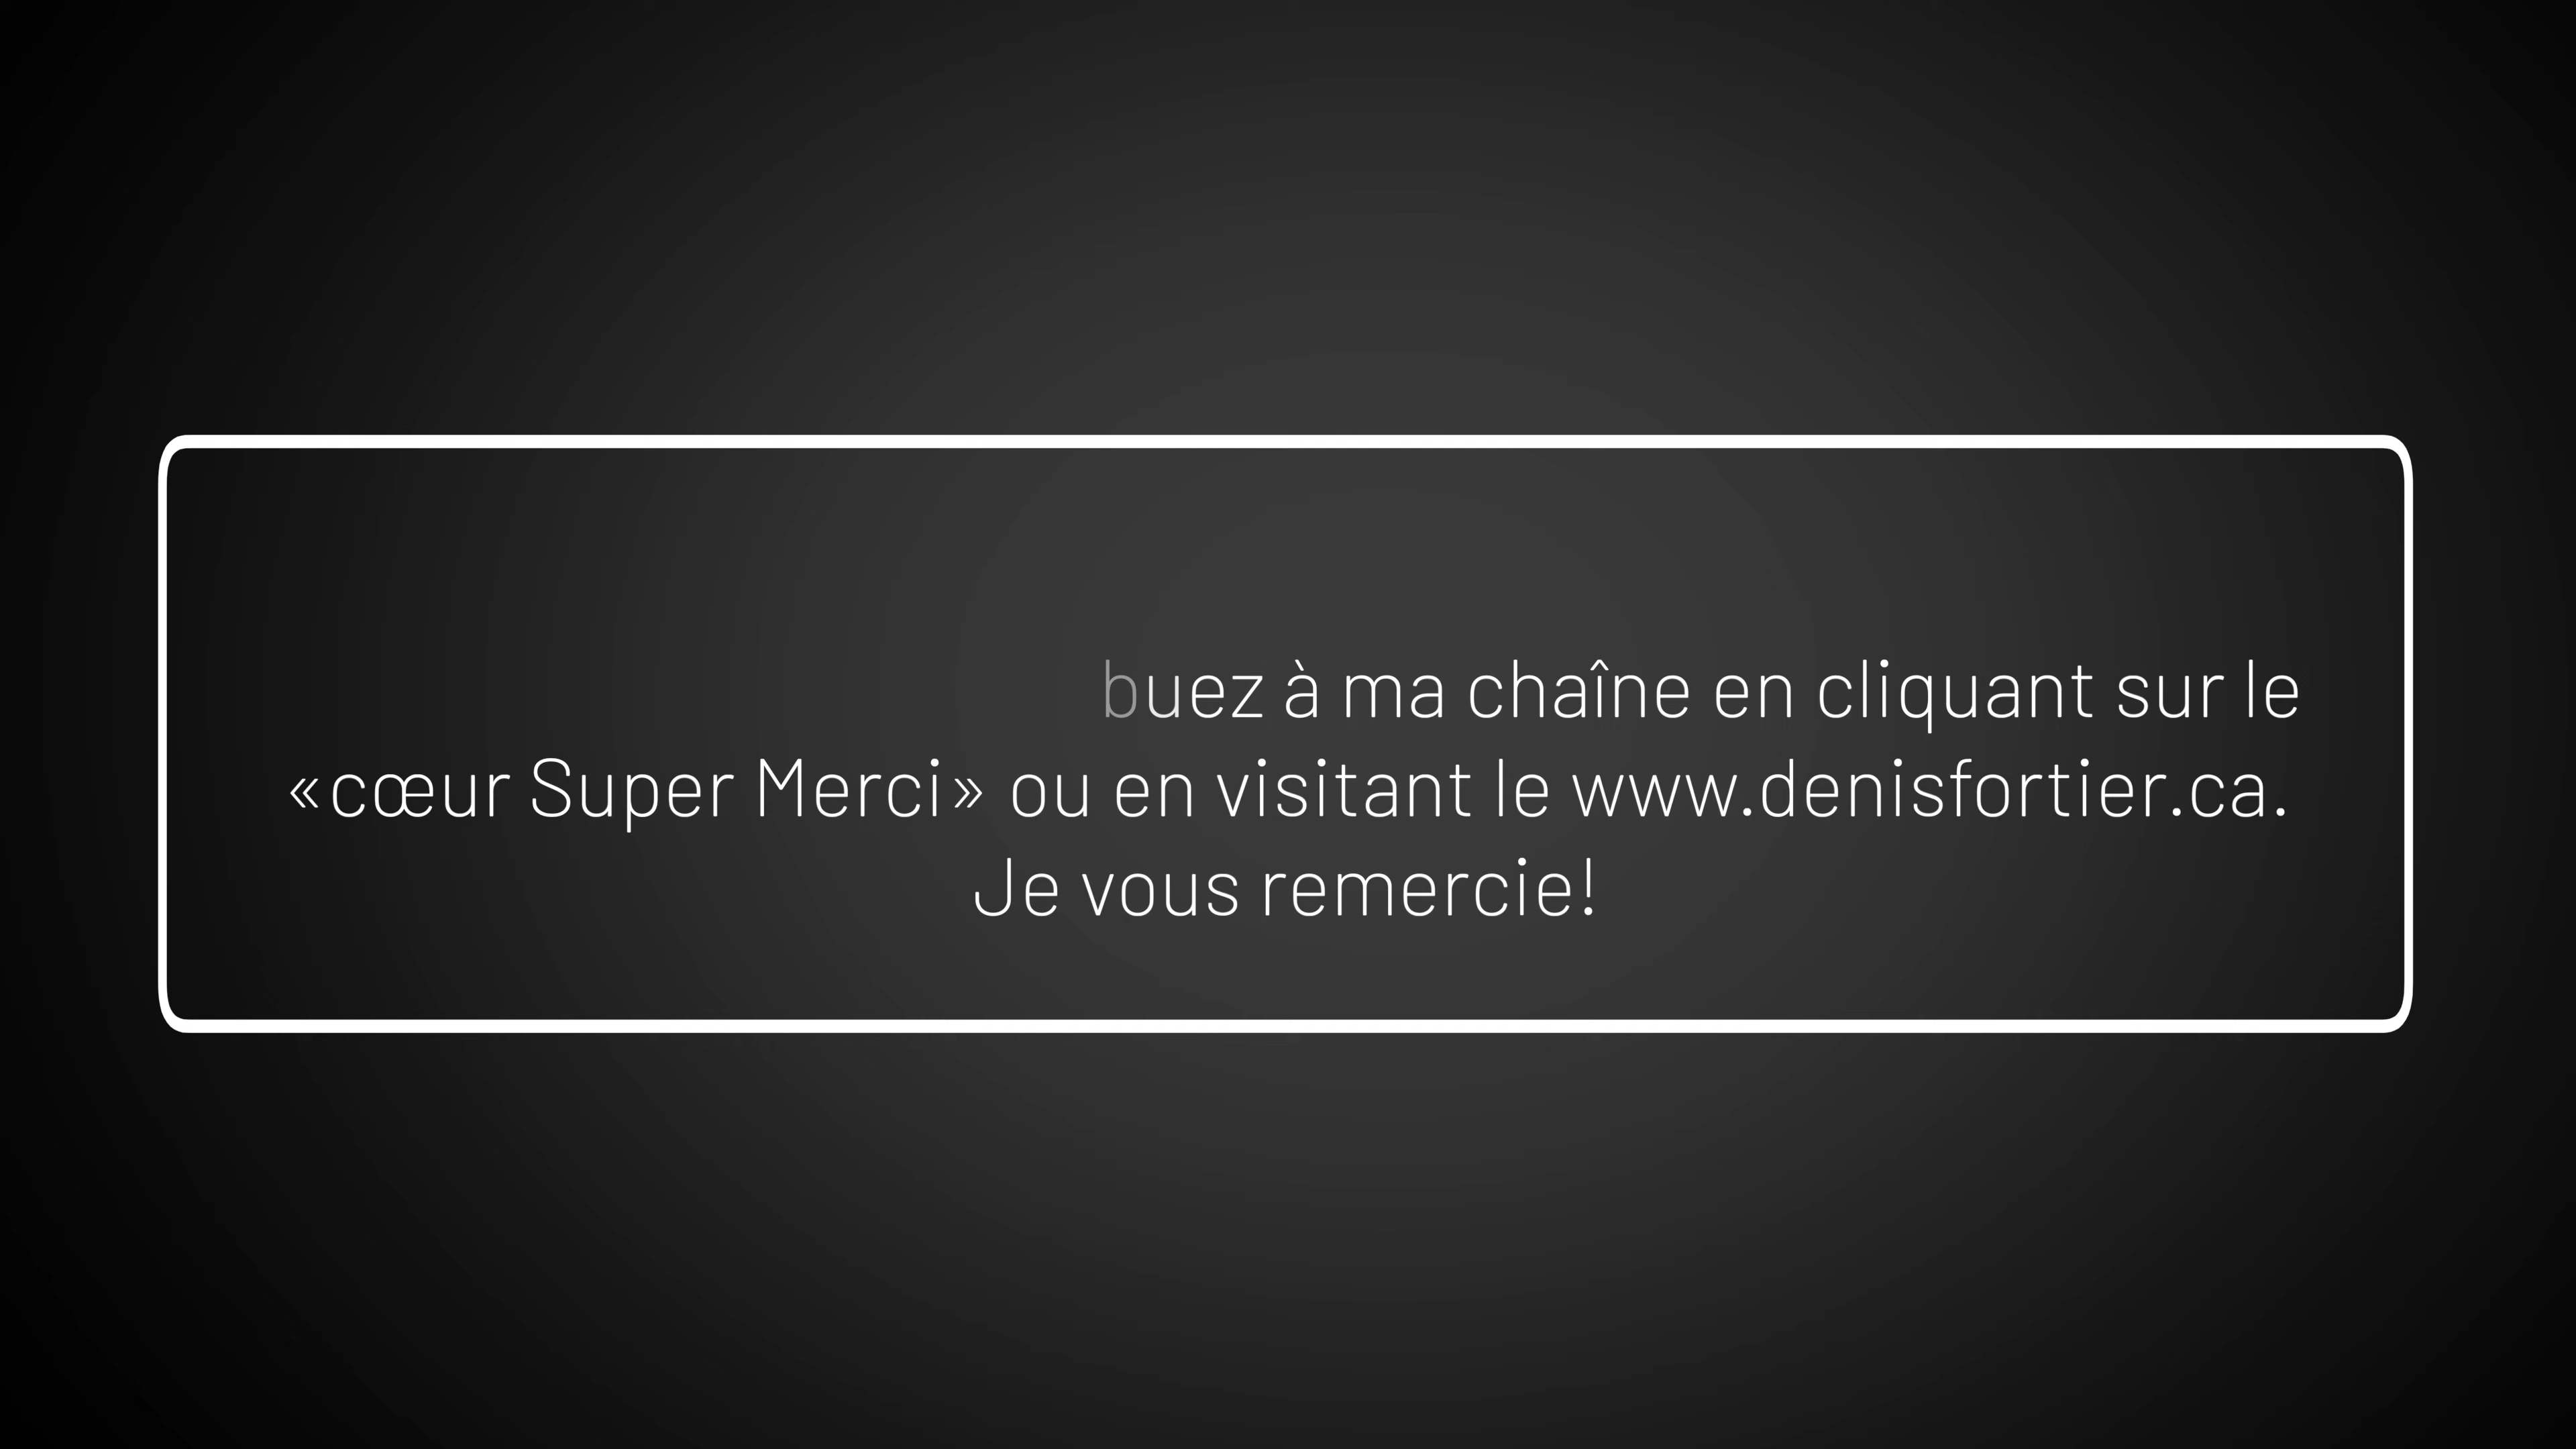 buez à ma chaîne en cliquant sur le
«cœur Super Merci» ou en visitant le www.denisfortier.ca.
Je vous remercie!